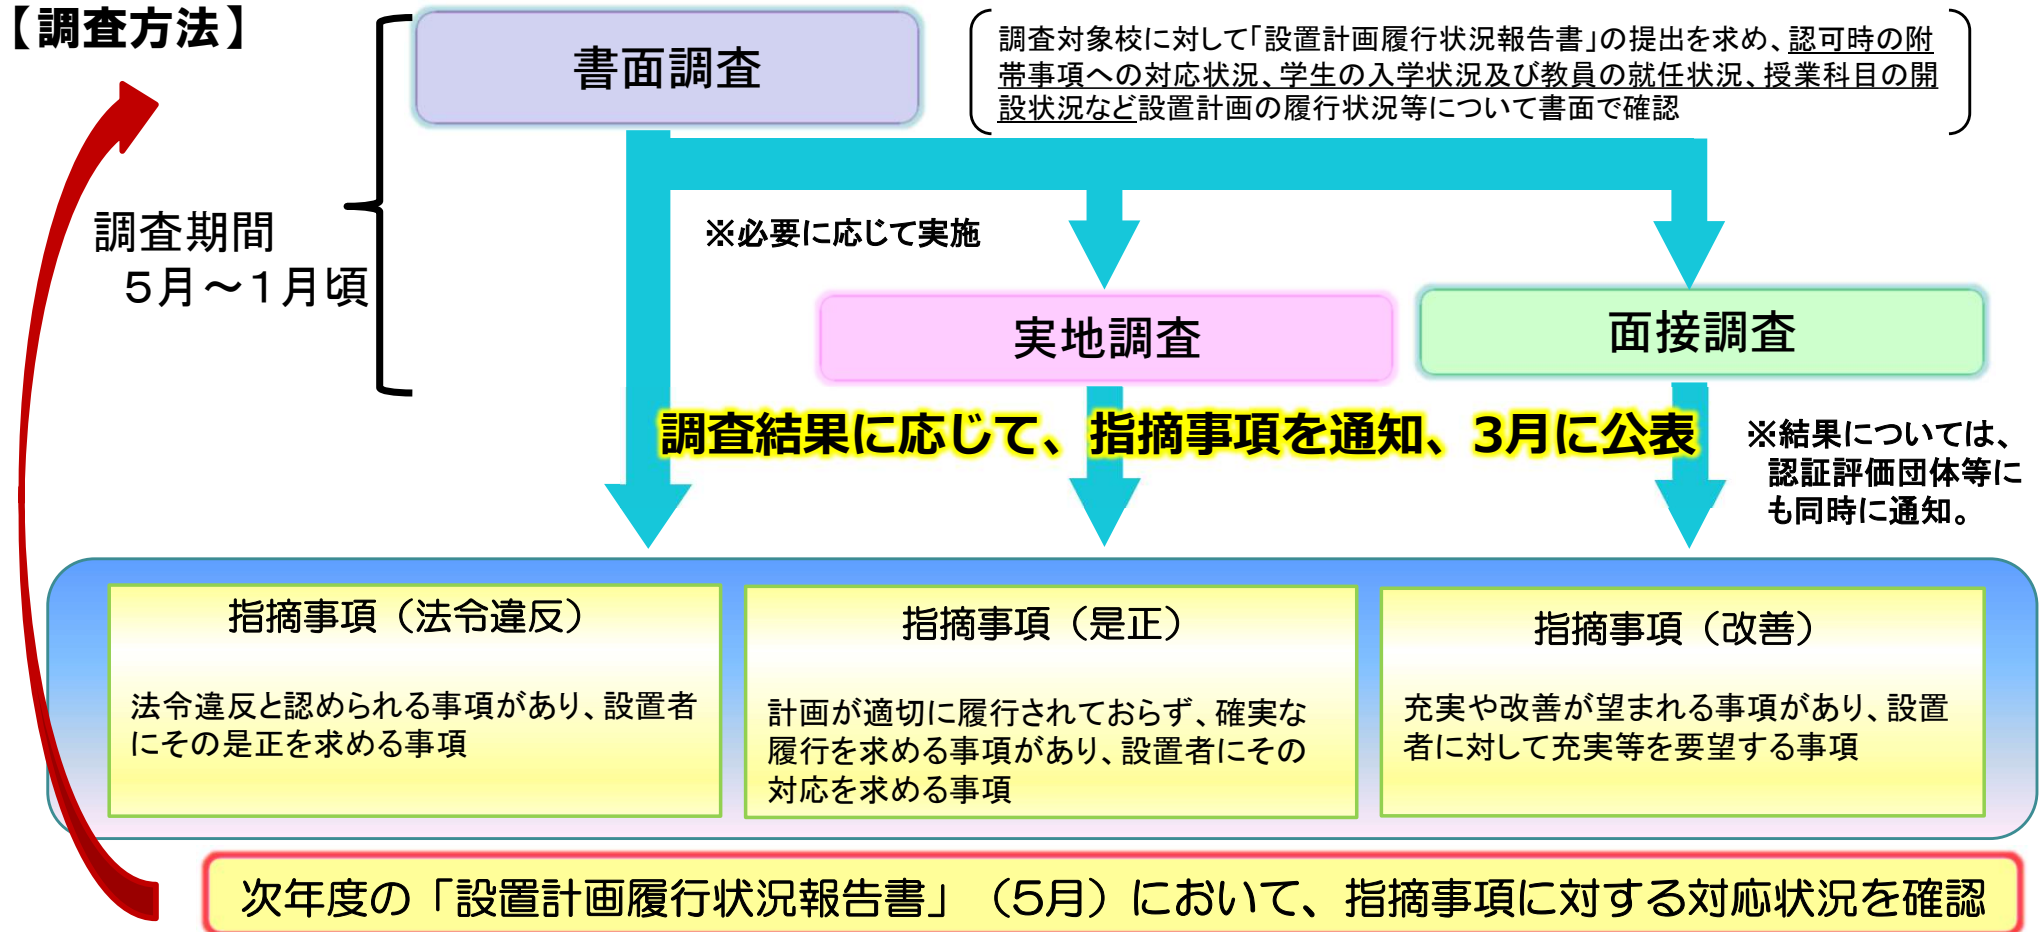 【調査方法】
書面調査
調査対象校に対して「設置計画履行状況報告書」の提出を求め、認可時の附
帯事項への対応状況、学生の入学状況及び教員の就任状況、授業科目の開
設状況など設置計画の履行状況等について書面で確認
調査期間
５月～１月頃
※必要に応じて実施
実地調査
面接調査
調査結果に応じて、指摘事項を通知、3月に公表
※結果については、
認証評価団体等に
も同時に通知。
指摘事項（法令違反）
法令違反と認められる事項があり、設置者
にその是正を求める事項
指摘事項（是正）
計画が適切に履行されておらず、確実な
履行を求める事項があり、設置者にその
対応を求める事項
指摘事項（改善）
充実や改善が望まれる事項があり、設置
者に対して充実等を要望する事項
次年度の「設置計画履行状況報告書」（5月）において、指摘事項に対する対応状況を確認